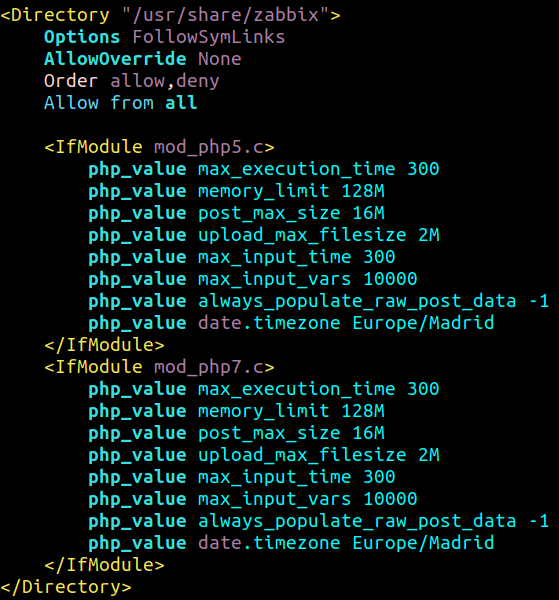 <Directory "/usr/share/zabbix">
    Options FollowSymLinks
    AllowOverride None
    Order allow,deny
    Allow from all

    <IfModule mod_php5.c>
        php_value max_execution_time 300
        php_value memory_limit 128M
        php_value post_max_size 16M
        php_value upload_max_filesize 2M
        php_value max_input_time 300
        php_value max_input_vars 10000
        php_value always_populate_raw_post_data -1
        php_value date.timezone Europe/Madrid
    </IfModule>
    <IfModule mod_php7.c>
        php_value max_execution_time 300
        php_value memory_limit 128M
        php_value post_max_size 16M
        php_value upload_max_filesize 2M
        php_value max_input_time 300
        php_value max_input_vars 10000
        php_value always_populate_raw_post_data -1
        php_value date.timezone Europe/Madrid
    </IfModule>
</Directory>